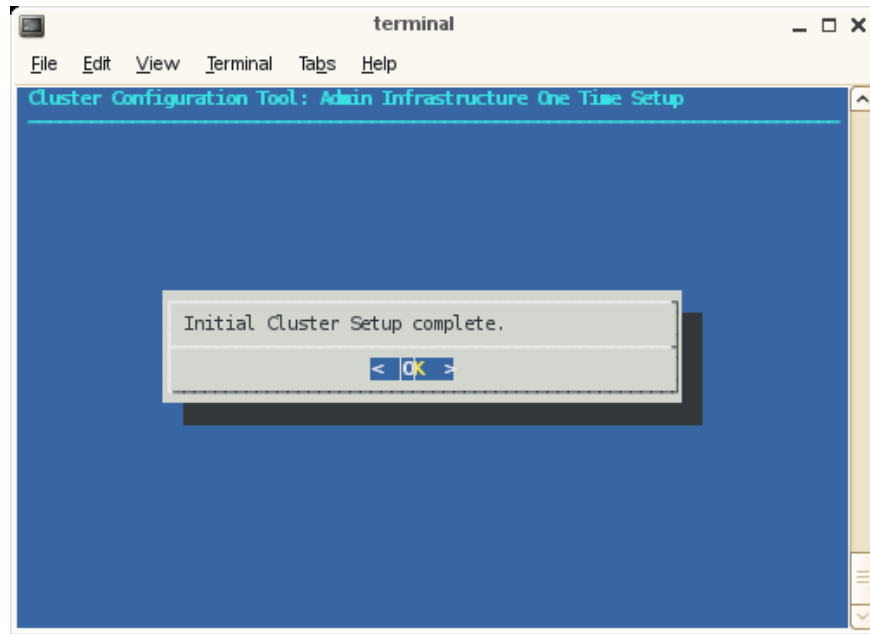 terminal
File Edit View Terminal Tabs Help
Cluster Configuration Tool: Admin Infrastructure One Time Setup
Initial Cluster Setup complete.
< OK >